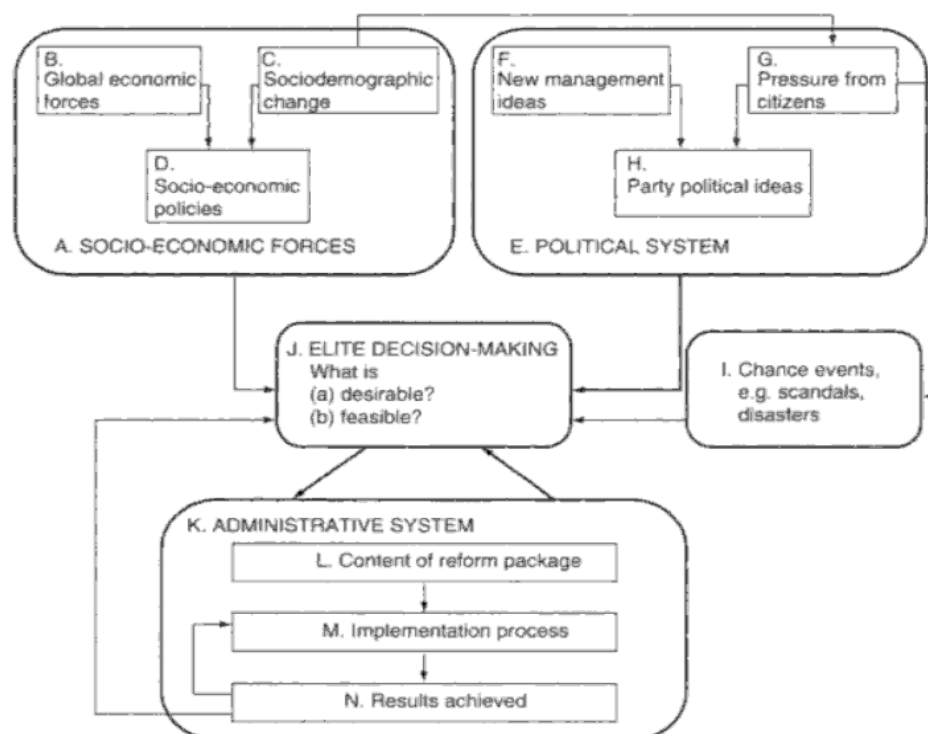 B.
Global economic
forces
C.
Sociodemographic
change
D.
Socio-economic
policies
A. SOCIO-ECONOMIC FORCES
F.
New management
ideas
G.
Pressure from
citizens
H.
Party political ideas
E. POLITICAL SYSTEM
J. ELITE DECISION-MAKING
What is
(a) desirable?
(b) feasible?
I. Chance events,
e.g. scandals,
disasters
K. ADMINISTRATIVE SYSTEM
L. Content of reform package
M. Implementation process
N. Results achieved